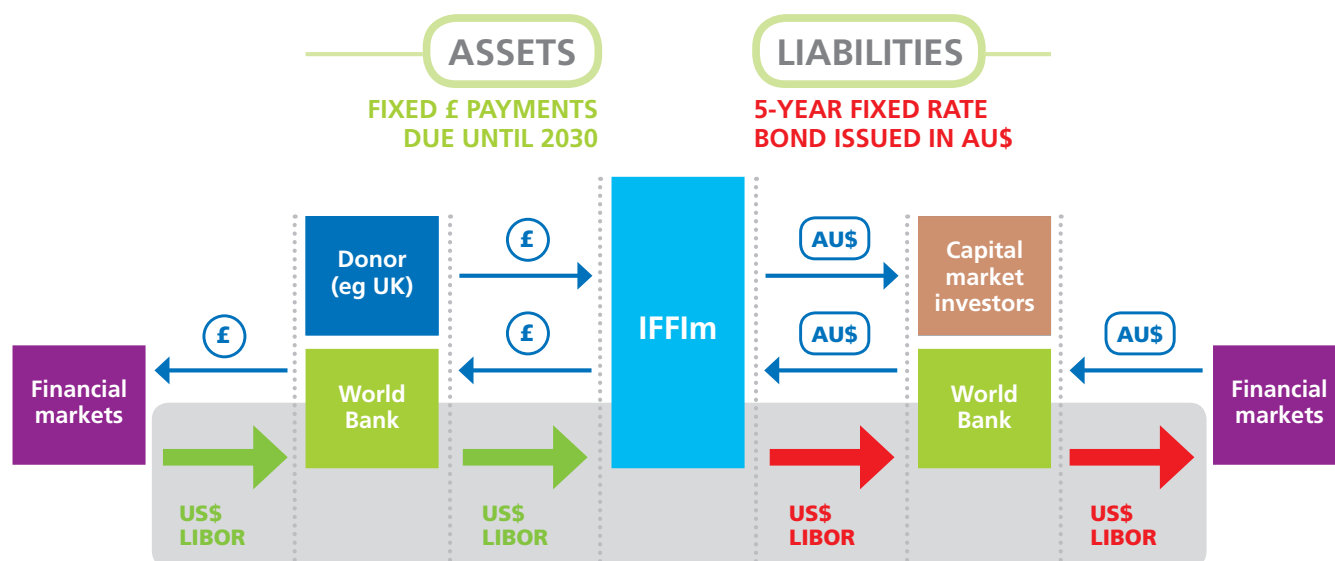 ASSETS
LIABILITIES
FIXED £ PAYMENTS
DUE UNTIL 2030
5-YEAR FIXED RATE
BOND ISSUED IN AU$
Donor
(eg UK)
£
IFFIm
AU$
Capital
market
investors
£
£
AU$
AU$
Financial
markets
World
Bank
World
Bank
Financial
markets
US$
LIBOR
US$
LIBOR
US$
LIBOR
US$
LIBOR